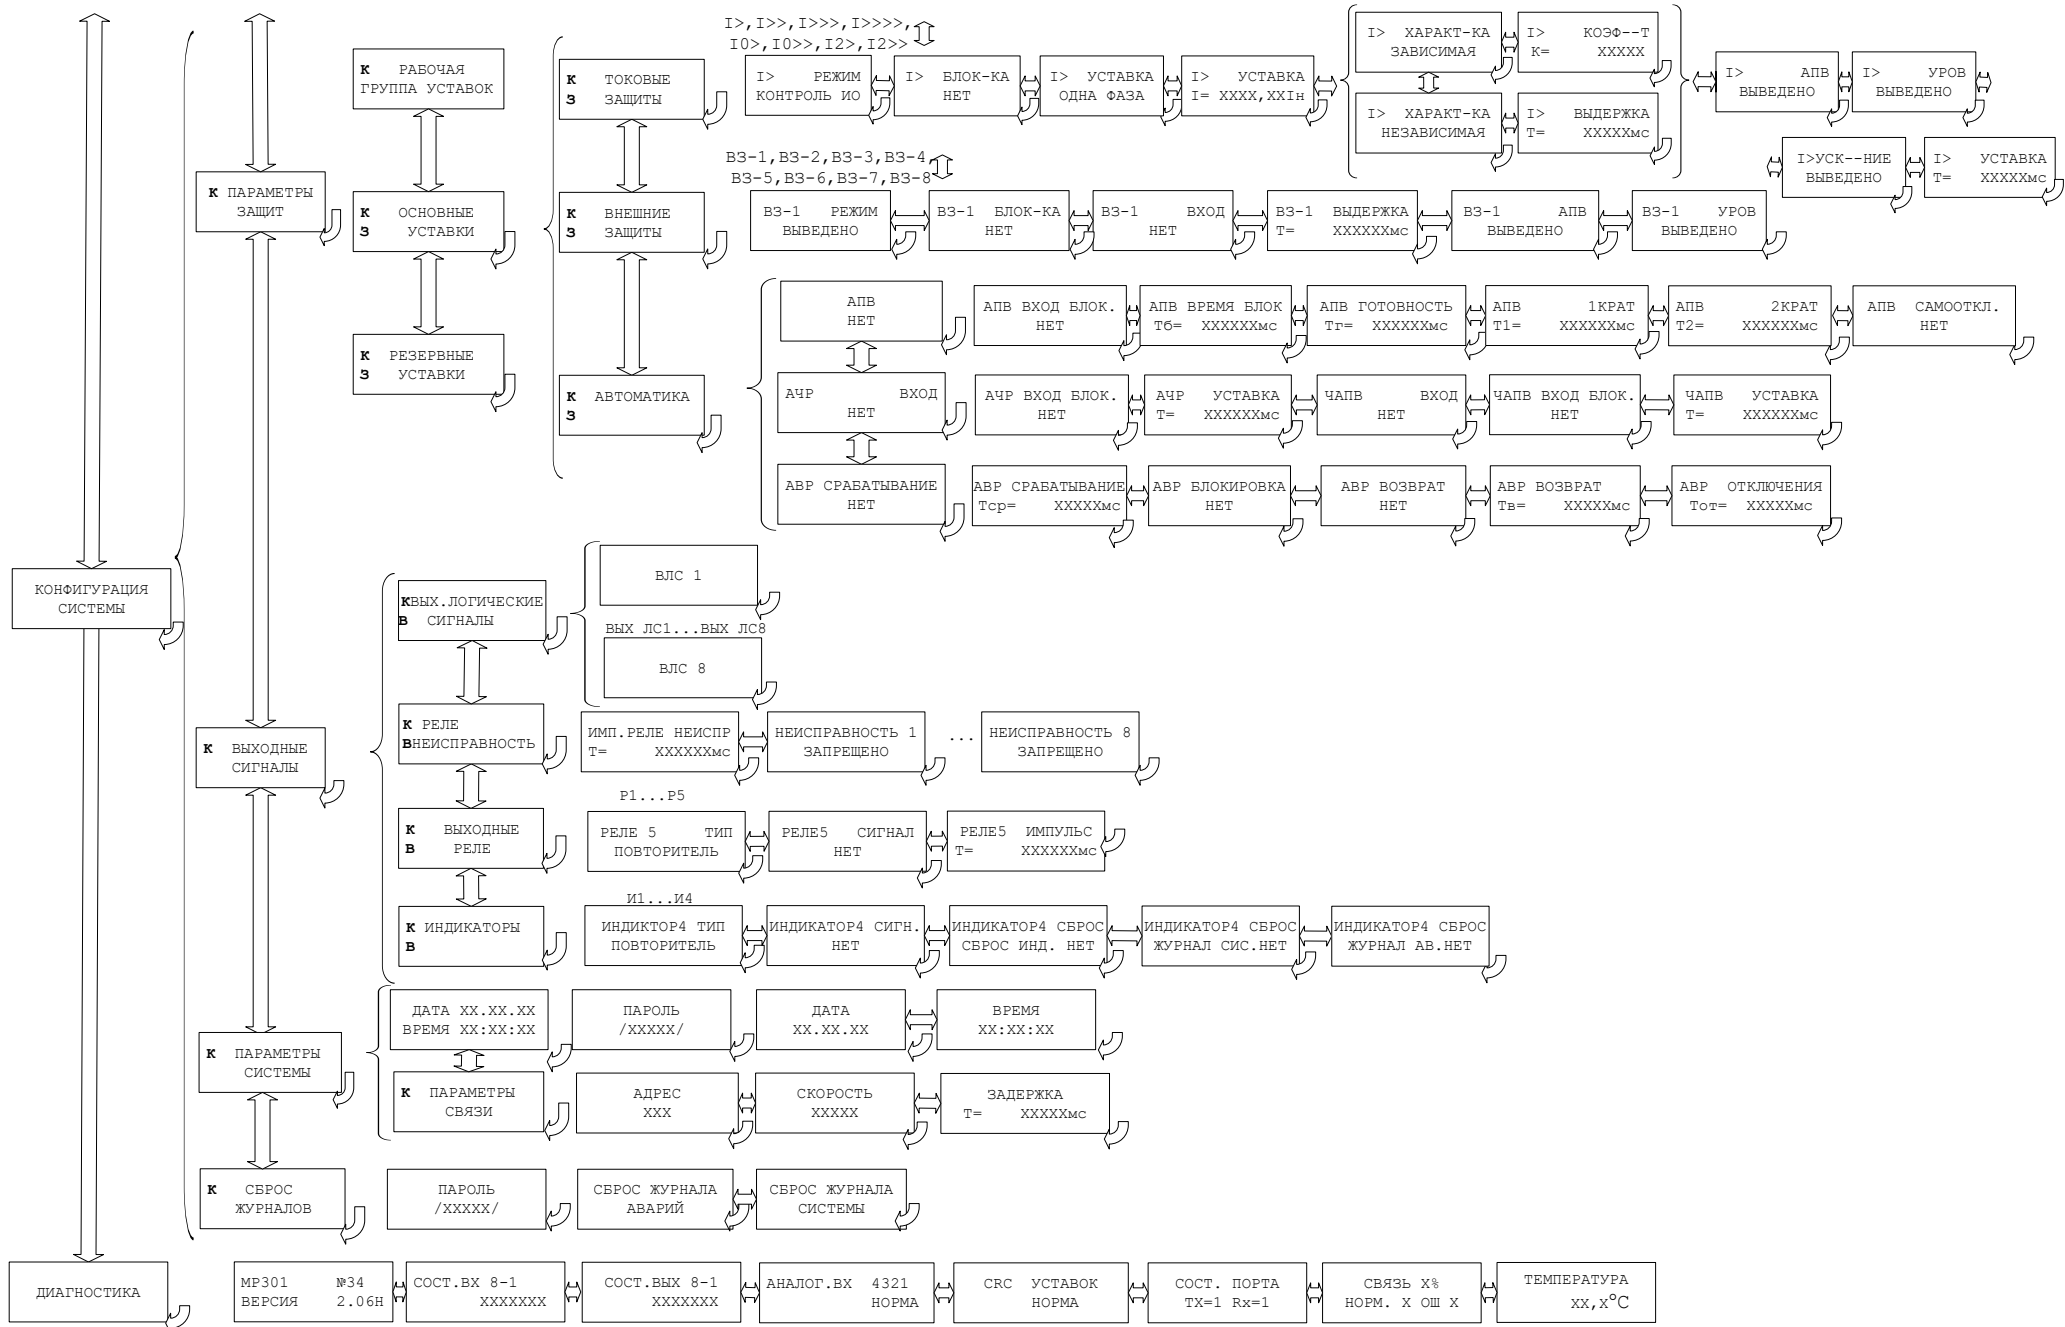 КОНФИГУРАЦИЯ
СИСТЕМЫ
К ПАРАМЕТРЫ
ЗАЩИТ
К РАБОЧАЯ
ГРУППА УСТАВОК
К ОСНОВНЫЕ
З УСТАВКИ
К РЕЗЕРВНЫЕ
З УСТАВКИ
К ТОКОВЫЕ
З ЗАЩИТЫ
I>,I>>,I>>>,I>>>>,
I0>,I0>>,I2>,I2>>
I> РЕЖИМ
КОНТРОЛЬ ИО
I> БЛОК-КА
НЕТ
I> УСТАВКА
ОДНА ФАЗА
I> УСТАВКА
I= XXXX,XXIн
I> ХАРАКТ-КА
ЗАВИСИМАЯ
I> КОЭФ--Т
К= XXXXX
I> ХАРАКТ-КА
НЕЗАВИСИМАЯ
I> ВЫДЕРЖКА
Т= XXXXXмс
I> АПВ
ВЫВЕДЕНО
I> УРОВ
ВЫВЕДЕНО
I>УСК--НИЕ
ВЫВЕДЕНО
I> УСТАВКА
Т= XXXXXмс
К ВНЕШНИЕ
З ЗАЩИТЫ
ВЗ-1,ВЗ-2,ВЗ-3,ВЗ-4,
ВЗ-5,ВЗ-6,ВЗ-7,ВЗ-8
ВЗ-1 РЕЖИМ
ВЫВЕДЕНО
ВЗ-1 БЛОК-КА
НЕТ
ВЗ-1 ВХОД
НЕТ
ВЗ-1 ВЫДЕРЖКА
Т= XXXXXXмс
ВЗ-1 АПВ
ВЫВЕДЕНО
ВЗ-1 УРОВ
ВЫВЕДЕНО
К АВТОМАТИКА
З
АПВ
НЕТ
АПВ ВХОД БЛОК.
НЕТ
АПВ ВРЕМЯ БЛОК
Тб= XXXXXXмс
АПВ ГОТОВНОСТЬ
Тг= XXXXXXмс
АПВ 1КРАТ
Т1= XXXXXXмс
АПВ 2КРАТ
Т2= XXXXXXмс
АПВ САМООТКЛ.
НЕТ
АЧР ВХОД
НЕТ
АЧР ВХОД БЛОК.
НЕТ
АЧР УСТАВКА
Т= XXXXXXмс
ЧАПВ ВХОД
НЕТ
ЧАПВ ВХОД БЛОК.
НЕТ
ЧАПВ УСТАВКА
Т= XXXXXXмс
АВР СРАБАТЫВАНИЕ
НЕТ
АВР СРАБАТЫВАНИЕ
Тср= XXXXXмс
АВР БЛОКИРОВКА
НЕТ
АВР ВОЗВРАТ
НЕТ
АВР ВОЗВРАТ
Тв= XXXXXмс
АВР ОТКЛЮЧЕНИЯ
Тот= XXXXXмс
К ВЫХОДНЫЕ
СИГНАЛЫ
КВЫХ.ЛОГИЧЕСКИЕ
В СИГНАЛЫ
ВЛС 1
ВЫХ ЛС1...ВЫХ ЛС8
ВЛС 8
К РЕЛЕ
ВНЕИСПРАВНОСТЬ
ИМП.РЕЛЕ НЕИСПР
Т= XXXXXXмс
НЕИСПРАВНОСТЬ 1
ЗАПРЕЩЕНО
...
НЕИСПРАВНОСТЬ 8
ЗАПРЕЩЕНО
К ВЫХОДНЫЕ
В РЕЛЕ
Р1...Р5
РЕЛЕ 5 ТИП
ПОВТОРИТЕЛЬ
РЕЛЕ5 СИГНАЛ
НЕТ
РЕЛЕ5 ИМПУЛЬС
Т= XXXXXXмс
К ИНДИКАТОРЫ
В
И1...И4
ИНДИКТОР4 ТИП
ПОВТОРИТЕЛЬ
ИНДИКАТОР4 СИГН.
НЕТ
ИНДИКАТОР4 СБРОС
СБРОС ИНД. НЕТ
ИНДИКАТОР4 СБРОС
ЖУРНАЛ СИС.НЕТ
ИНДИКАТОР4 СБРОС
ЖУРНАЛ АВ.НЕТ
К ПАРАМЕТРЫ
СИСТЕМЫ
ДАТА XX.XX.XX
ВРЕМЯ XX:XX:XX
ПАРОЛЬ
/XXXXX/
ДАТА
XX.XX.XX
ВРЕМЯ
XX:XX:XX
К ПАРАМЕТРЫ
СВЯЗИ
АДРЕС
XXX
СКОРОСТЬ
XXXXX
ЗАДЕРЖКА
Т= XXXXXмс
К СБРОС
ЖУРНАЛОВ
ПАРОЛЬ
/XXXXX/
СБРОС ЖУРНАЛА
АВАРИЙ
СБРОС ЖУРНАЛА
СИСТЕМЫ
ДИАГНОСТИКА
МР301 №34
ВЕРСИЯ 2.06Н
СОСТ.ВХ 8-1
XXXXXXX
СОСТ.ВЫХ 8-1
XXXXXXX
АНАЛОГ.ВХ 4321
НОРМА
CRC УСТАВОК
НОРМА
СОСТ. ПОРТА
TX=1 Rx=1
СВЯЗЬ X%
НОРМ. X ОШ X
ТЕМПЕРАТУРА
xx,x°C